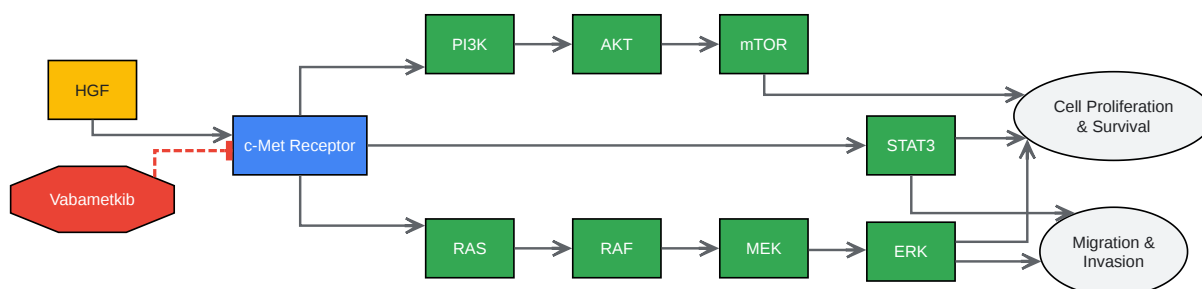 PI3K
AKT
mTOR
HGF
Cell Proliferation
& Survival
c-Met Receptor
STAT3
Vabametkib
RAS
RAF
MEK
ERK
Migration &
Invasion